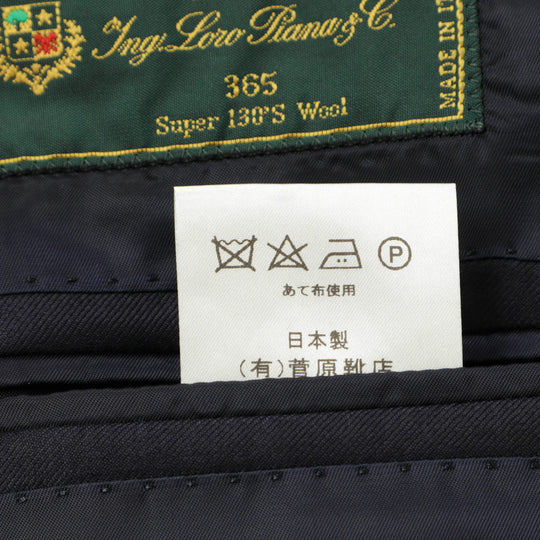 Ing. Loro Piana & C.
365
Super 130'S Wool
MADE IN IT
P
あて布使用
日本製
(有)菅原靴店